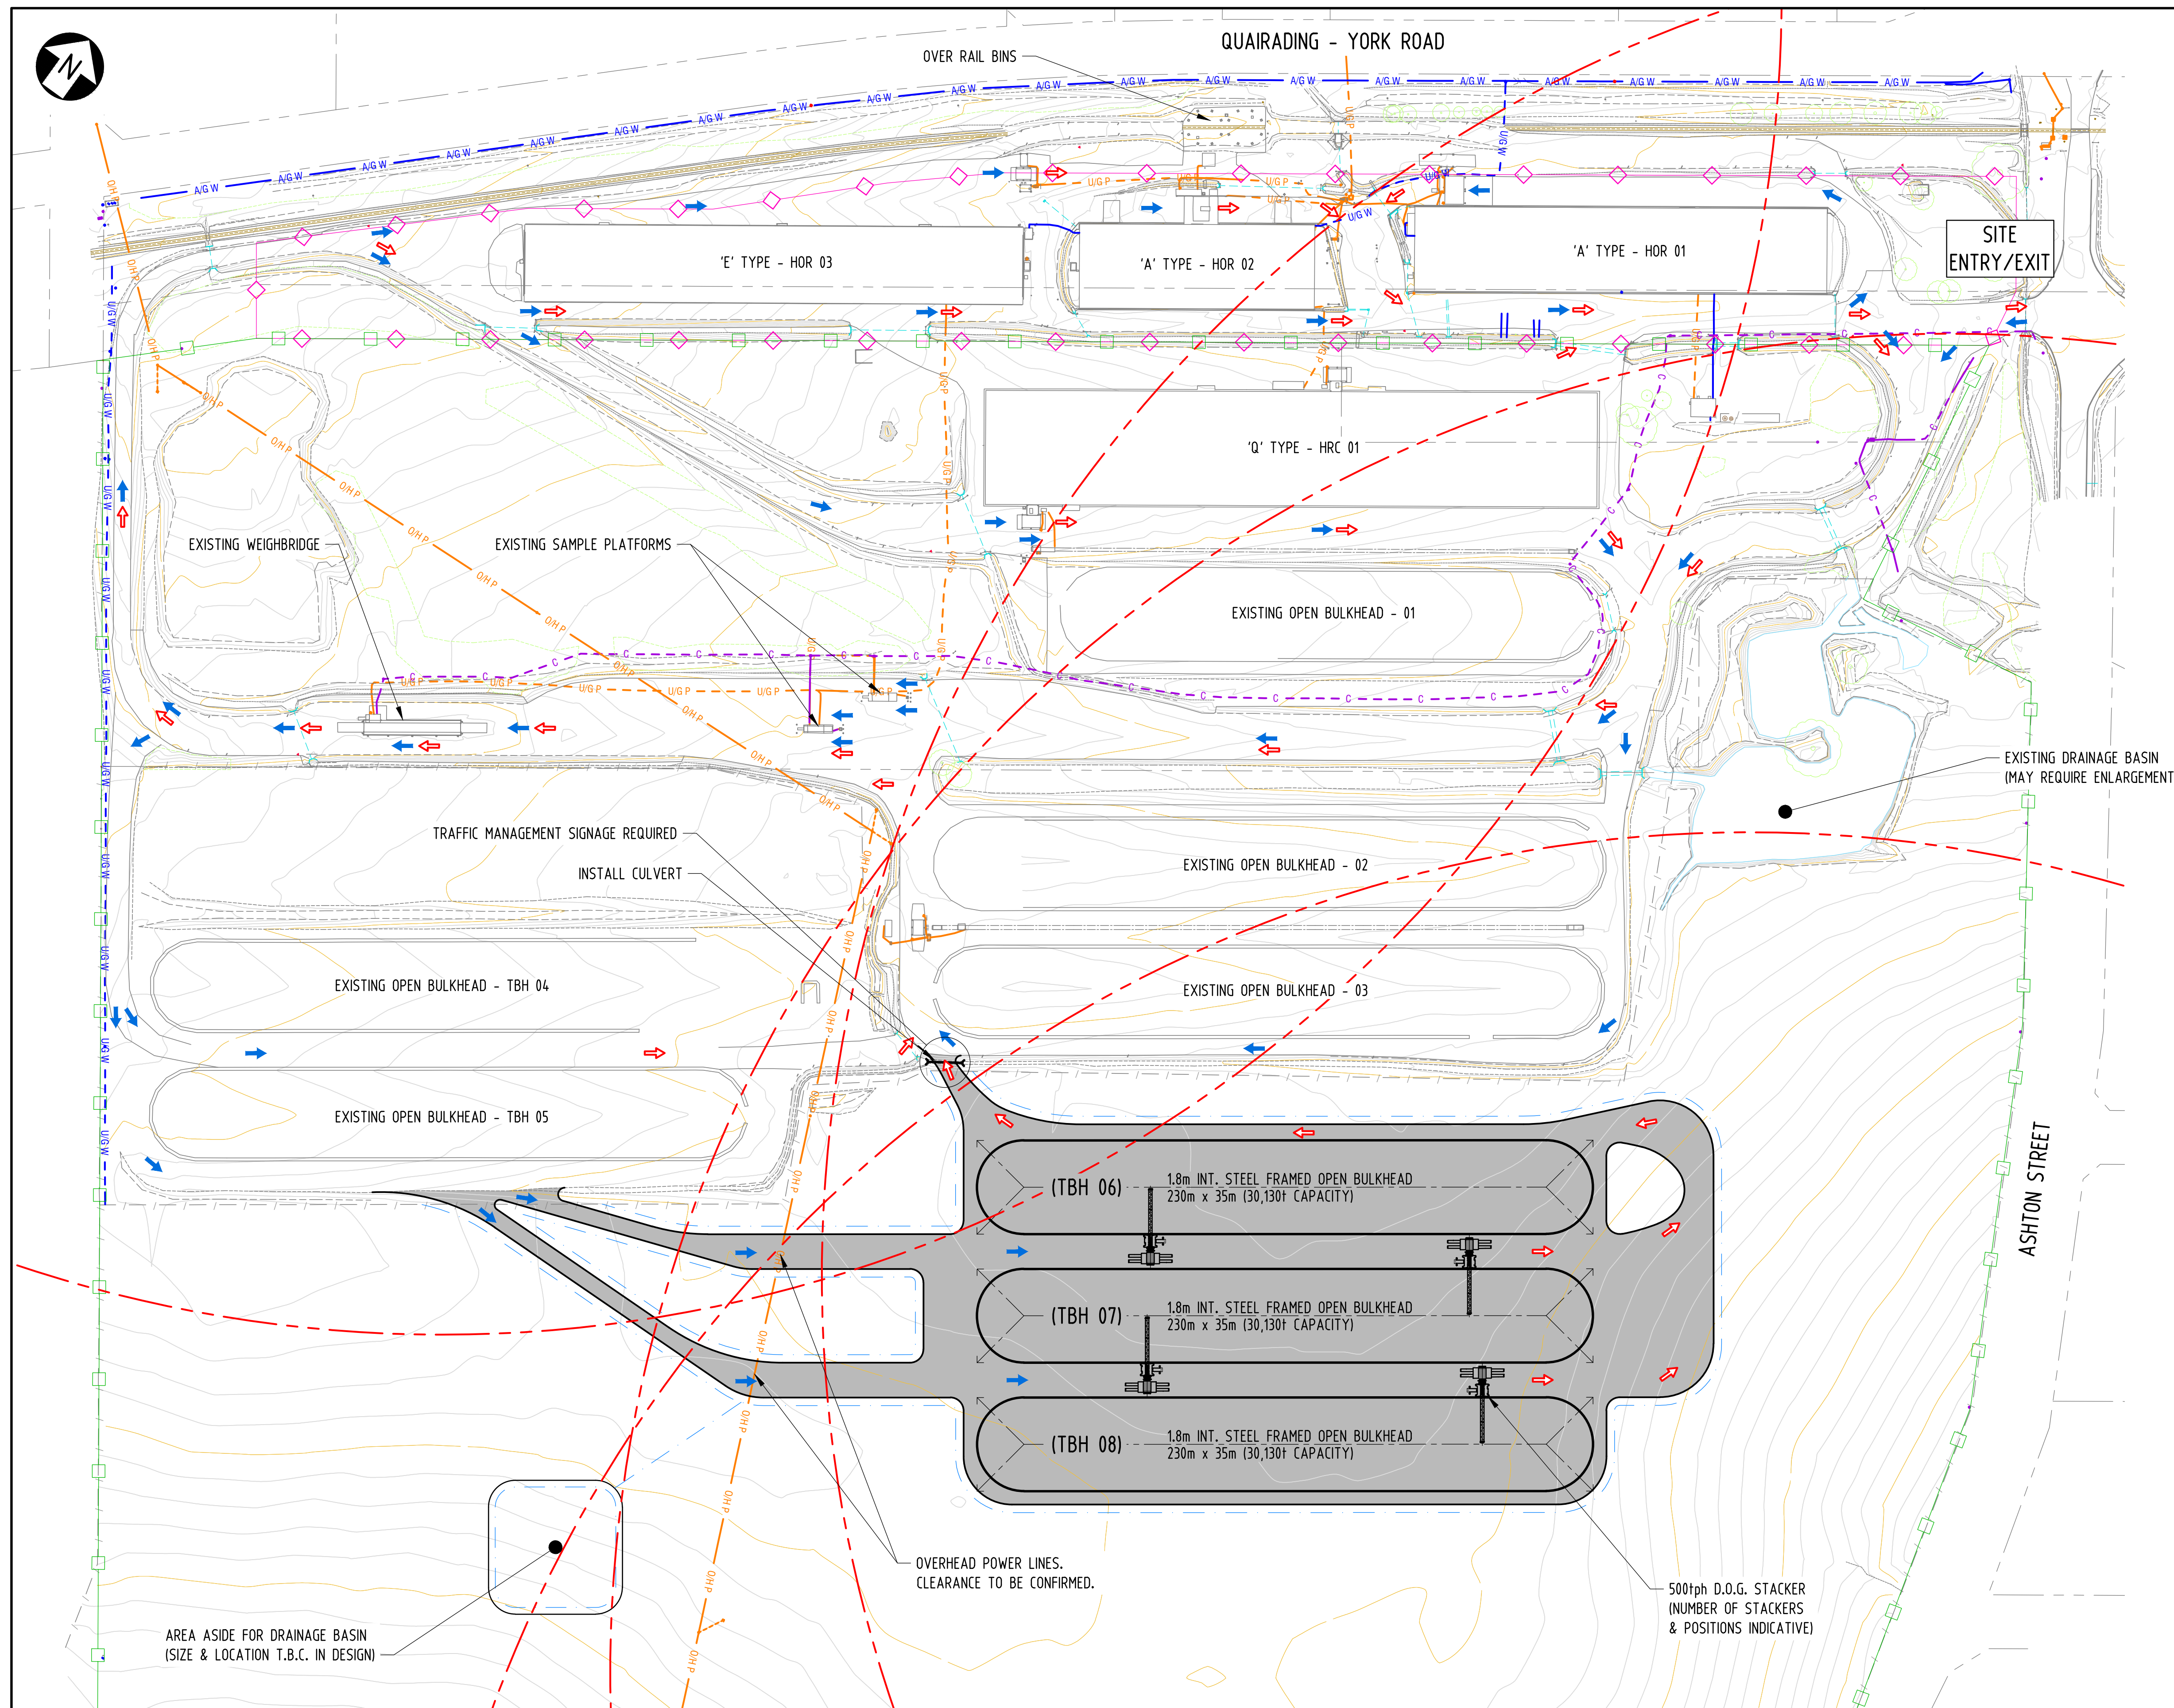 N
QUAIRADING - YORK ROAD
OVER RAIL BINS
A/G W A/G W A/G W A/G W A/G W A/G W A/G W A/G W A/G W A/G W A/G W A/G W A/G W A/G W A/G W A/G W A/G W A/G W A/G W A/G W
U/G P
U/G W
U/G P U/G P U/G P
U/G P
U/G W
U/G W
O/H P
O/H P
O/H P
O/H P
SITE
ENTRY/EXIT
'E' TYPE - HOR 03
'A' TYPE - HOR 02
'A' TYPE - HOR 01
'Q' TYPE - HRC 01
EXISTING WEIGHBRIDGE
EXISTING SAMPLE PLATFORMS
EXISTING OPEN BULKHEAD - 01
EXISTING DRAINAGE BASIN
(MAY REQUIRE ENLARGEMENT
TRAFFIC MANAGEMENT SIGNAGE REQUIRED
INSTALL CULVERT
EXISTING OPEN BULKHEAD - 02
EXISTING OPEN BULKHEAD - TBH 04
EXISTING OPEN BULKHEAD - 03
EXISTING OPEN BULKHEAD - TBH 05
ASHTON STREET
(TBH 06)
1.8m INT. STEEL FRAMED OPEN BULKHEAD
230m x 35m (30,130t CAPACITY)
(TBH 07)
1.8m INT. STEEL FRAMED OPEN BULKHEAD
230m x 35m (30,130t CAPACITY)
(TBH 08)
1.8m INT. STEEL FRAMED OPEN BULKHEAD
230m x 35m (30,130t CAPACITY)
OVERHEAD POWER LINES.
CLEARANCE TO BE CONFIRMED.
500tph D.O.G. STACKER
(NUMBER OF STACKERS
& POSITIONS INDICATIVE)
AREA ASIDE FOR DRAINAGE BASIN
(SIZE & LOCATION T.B.C. IN DESIGN)